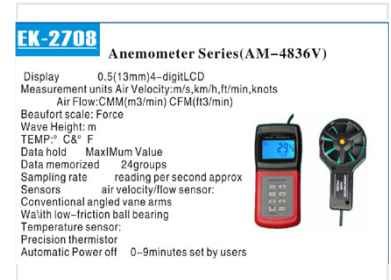 EK-2708
Anemometer Series(AM-4836V)
Display 0.5(13mm)4-digitLCD
Measurement units Air Velocity:m/s,km/h,ft/min,knots
Air Flow:CMM(m3/min) CFM(ft3/min)
Beaufort scale: Force
Wave Height: m
TEMP:° C&° F
Data hold MaxIMum Value
Data memorized 24groups
Sampling rate reading per second approx
Sensors air velocity/flow sensor:
Conventional angled vane arms
Wa\ith low-friction ball bearing
Temperature sensor:
Precision thermistor
Automatic Power off 0-9minutes set by users